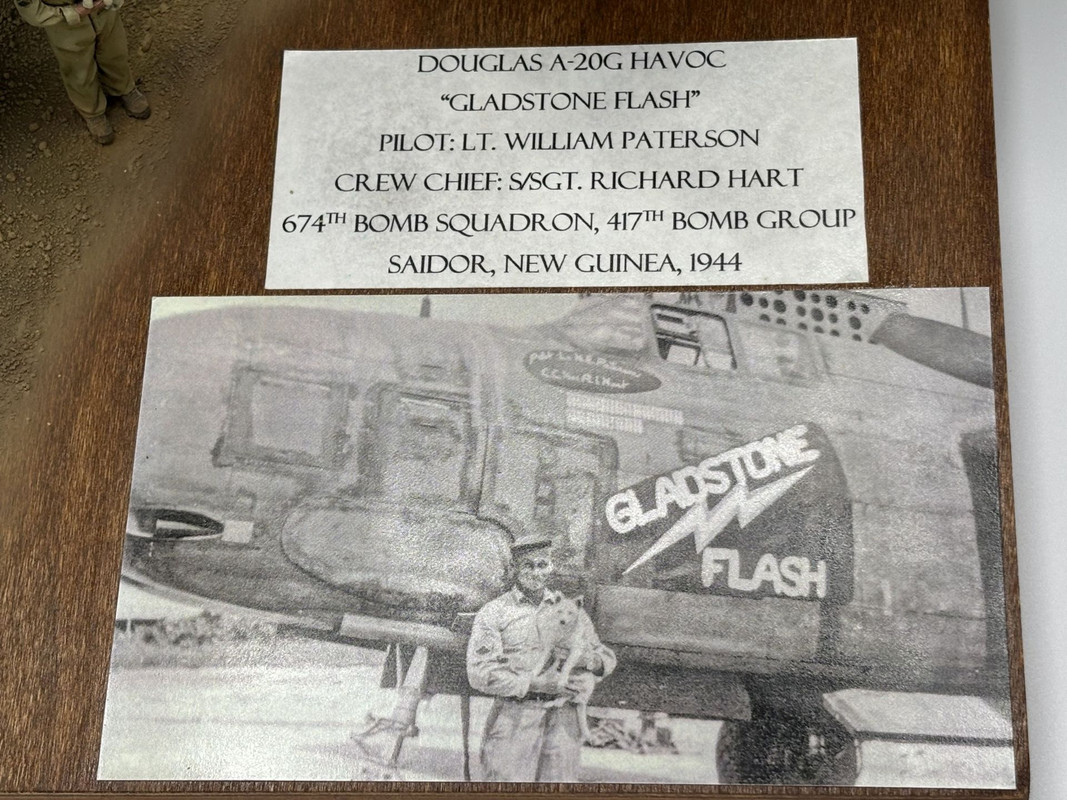 DOUGLAS A-20G HAVOC
“GLADSTONE FLASH”
PILOT: LT. WILLIAM PATERSON
CREW CHIEF: S/SGT. RICHARD HART
674TH BOMB SQUADRON, 417TH BOMB GROUP
SAIDOR, NEW GUINEA, 1944
GLADSTONE
FLASH